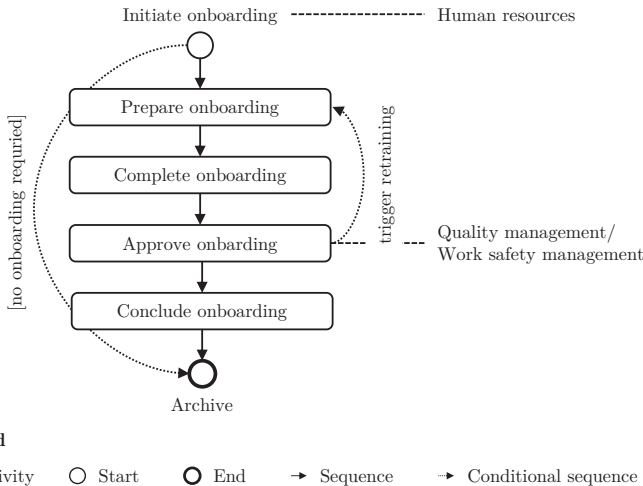 Initiate onboarding
Human resources
Prepare onboarding
[no onboarding requried]
trigger retraining
Complete onboarding
Approve onbarding
Quality management/
Work safety management
Conclude onboarding
Archive
Start
End
Sequence
Conditional sequence